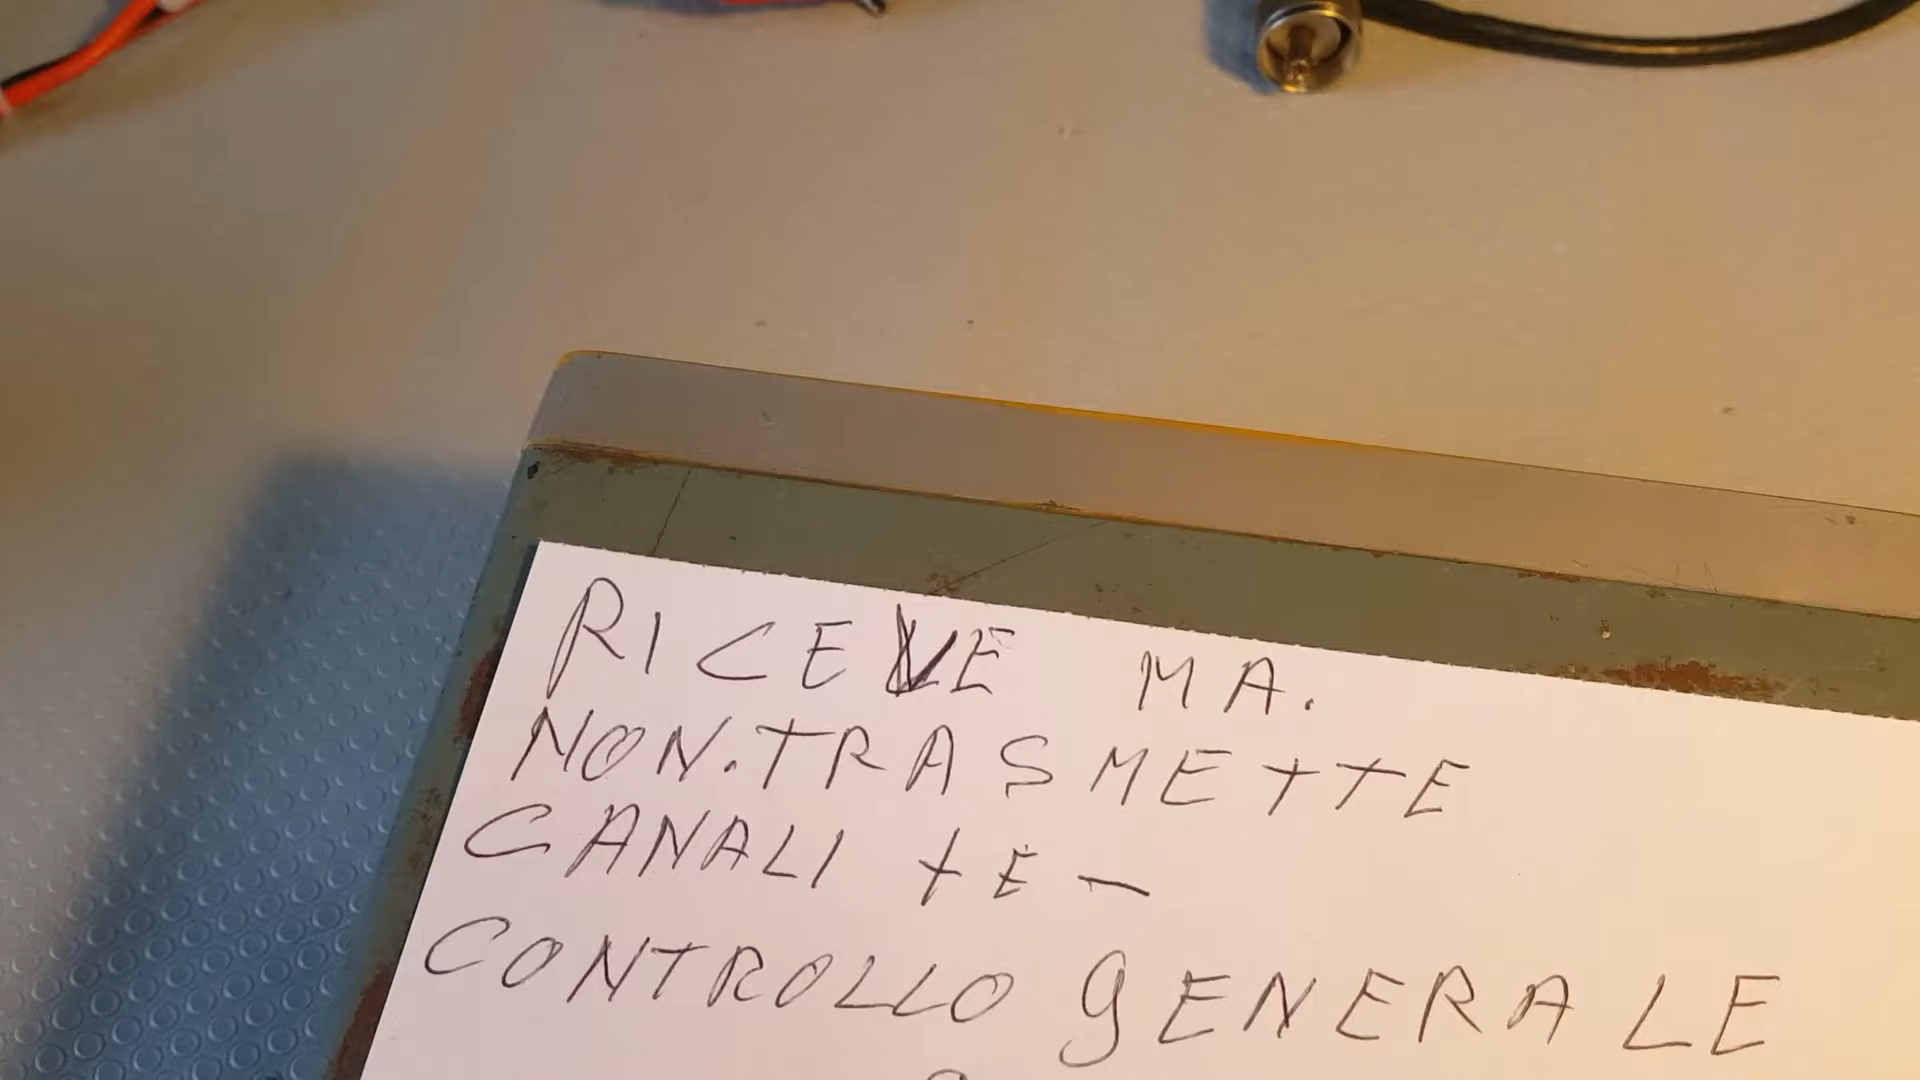 RICEVE MA.
NON.TRASMETTE
CANALI + E -
CONTROLLO gENERALE